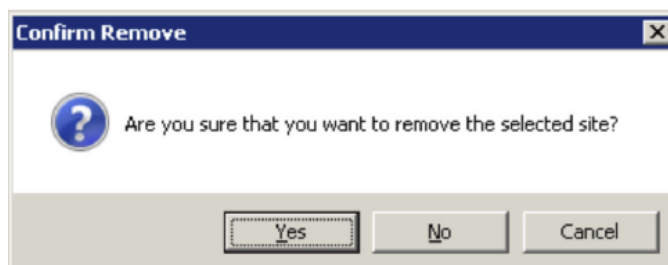 Confirm Remove
Are you sure that you want to remove the selected site?
Yes No Cancel